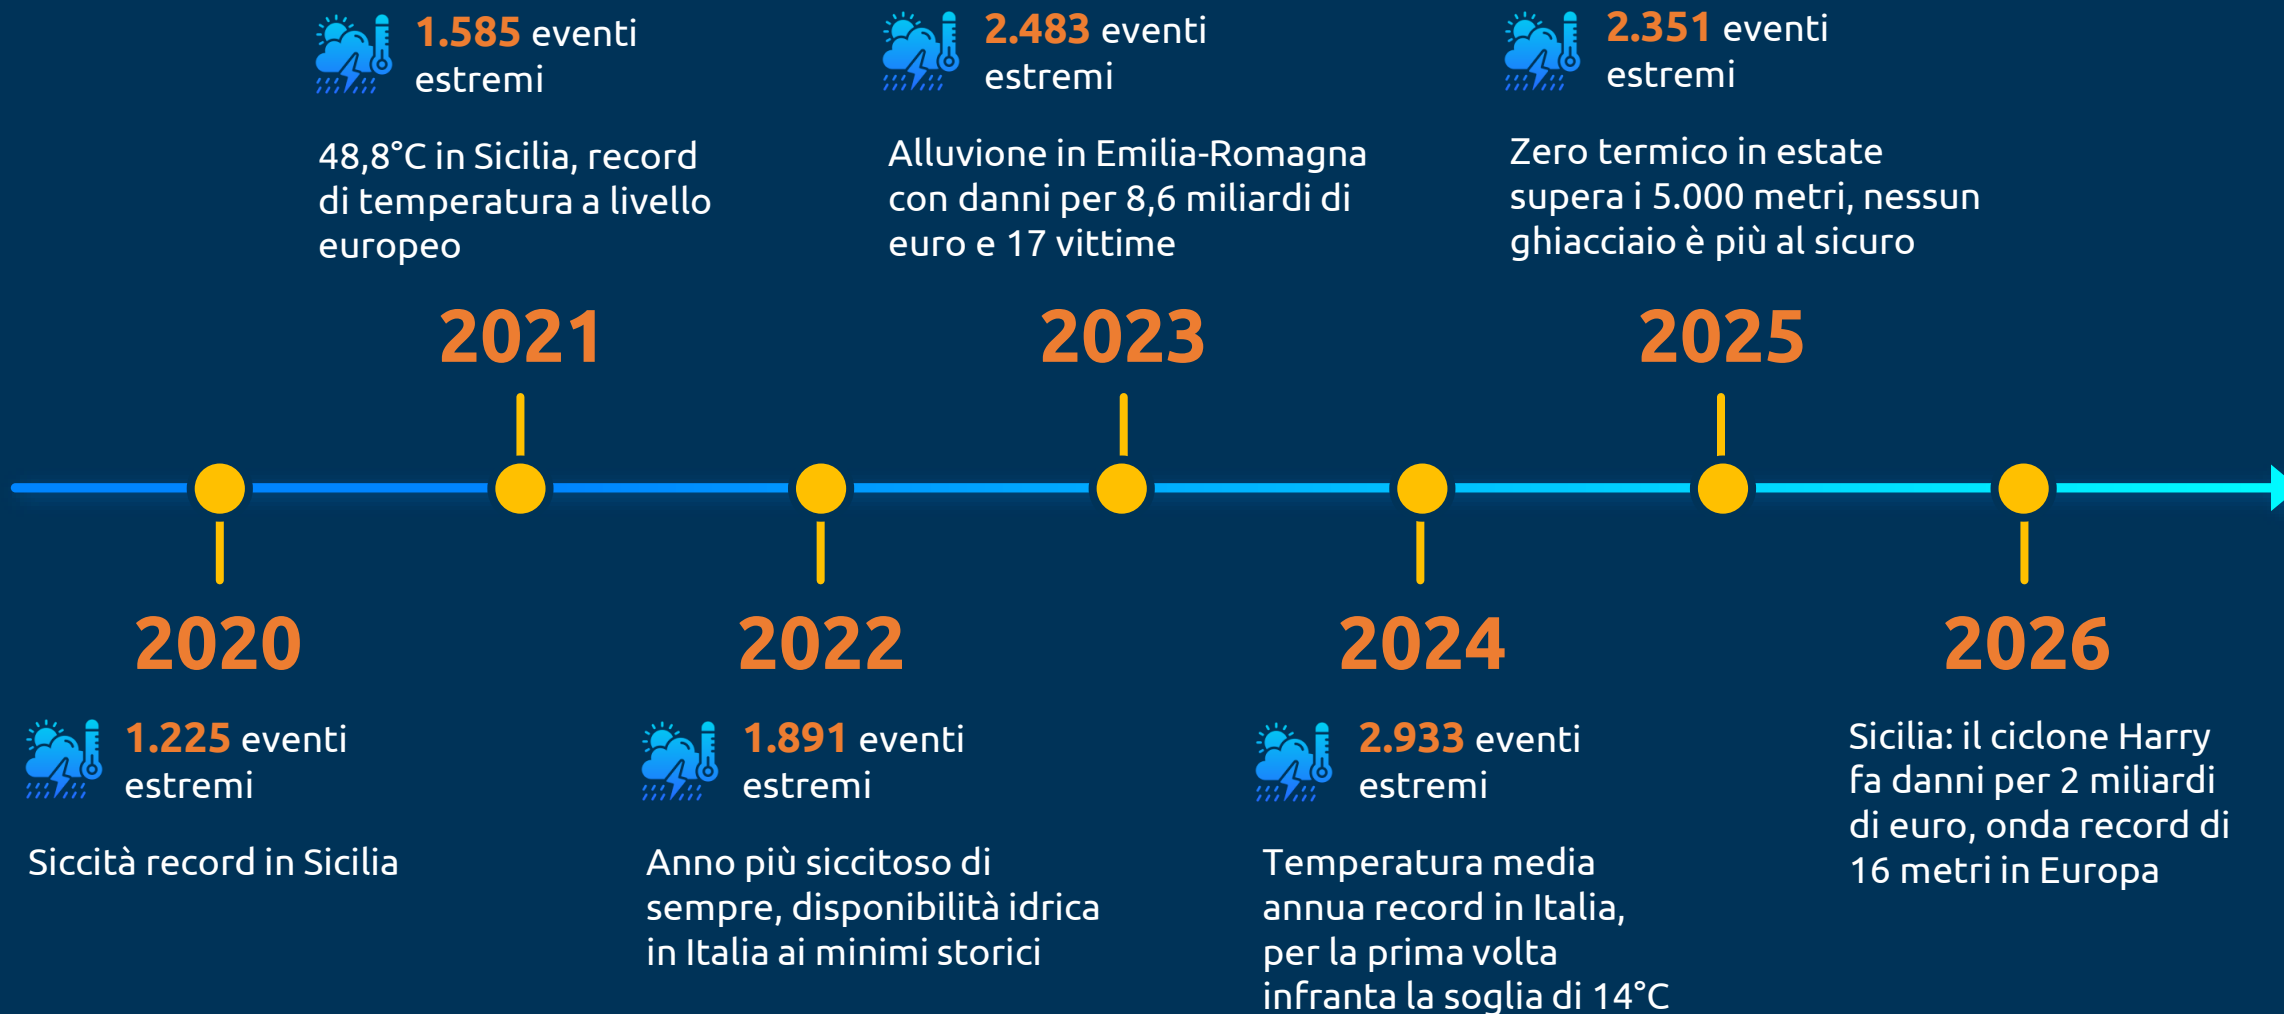 1.585 eventi
estremi
48,8°C in Sicilia, record
di temperatura a livello
europeo
2021
2.483 eventi
estremi
Alluvione in Emilia-Romagna
con danni per 8,6 miliardi di
euro e 17 vittime
2023
2.351 eventi
estremi
Zero termico in estate
supera i 5.000 metri, nessun
ghiacciaio è più al sicuro
2025
2020
1.225 eventi
estremi
Siccità record in Sicilia
2022
1.891 eventi
estremi
Anno più siccitoso di
sempre, disponibilità idrica
in Italia ai minimi storici
2024
2.933 eventi
estremi
Temperatura media
annua record in Italia,
per la prima volta
infranta la soglia di 14°C
2026
Sicilia: il ciclone Harry
fa danni per 2 miliardi
di euro, onda record di
16 metri in Europa